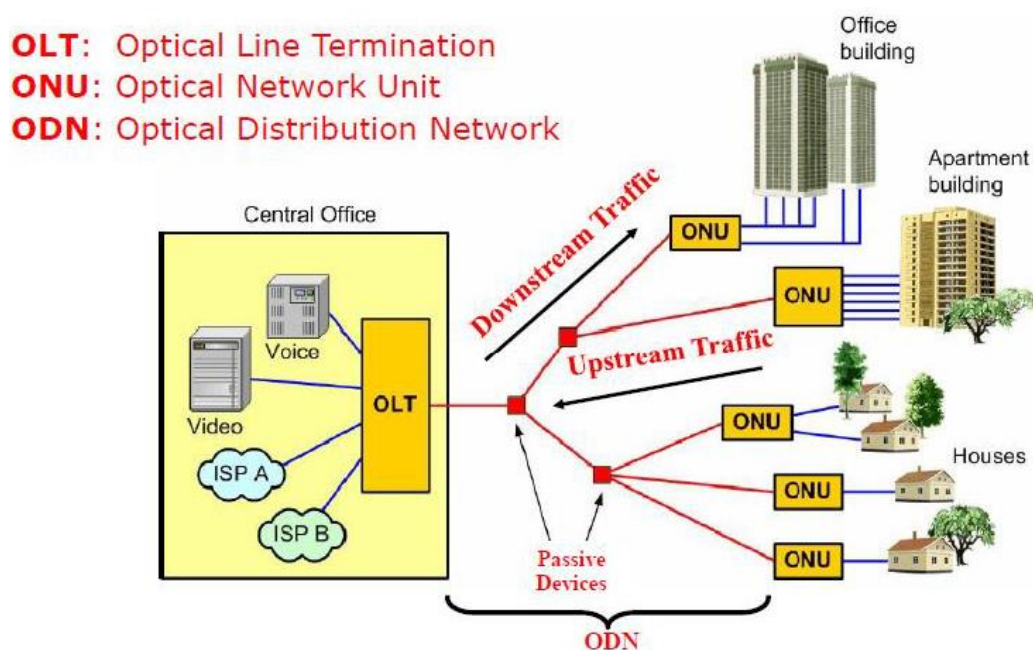 OLT: Optical Line Termination
ONU: Optical Network Unit
ODN: Optical Distribution Network
Office
building
Apartment
building
Central Office
Downstream Traffic
ONU
ONU
Voice
Upstream Traffic
OLT
Video
ONU
ISP A
Houses
ONU
ISP B
ONU
Passive
Devices
ODN